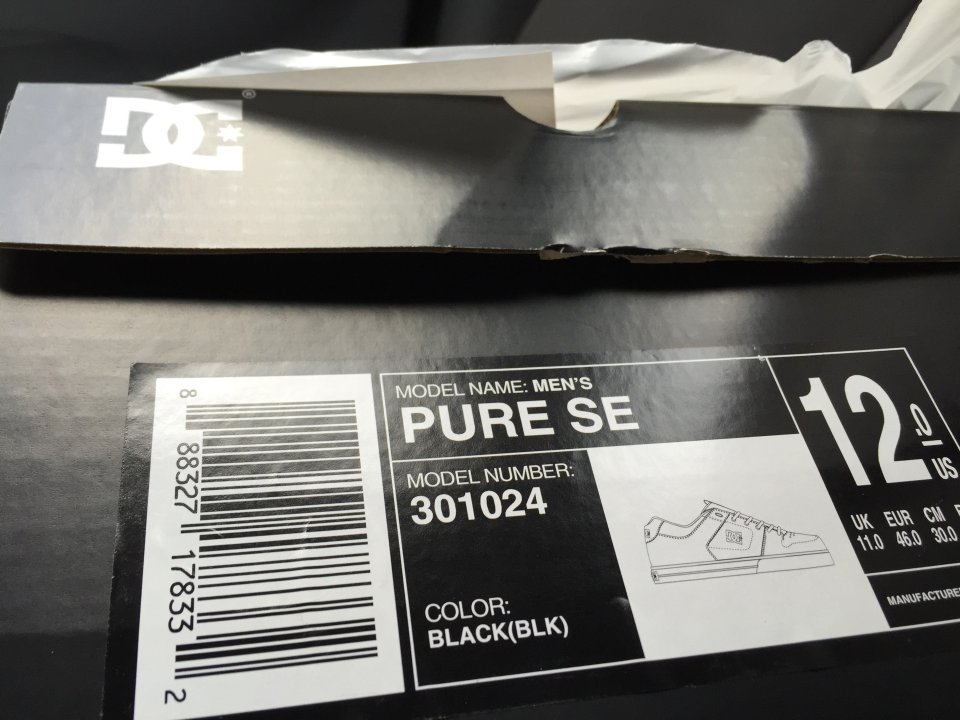 DC®
8 88327 17833 2
MODEL NAME: MEN'S
PURE SE
MODEL NUMBER:
301024
COLOR:
BLACK(BLK)
12.0 US
UK EUR CM
11.0 46.0 30.0